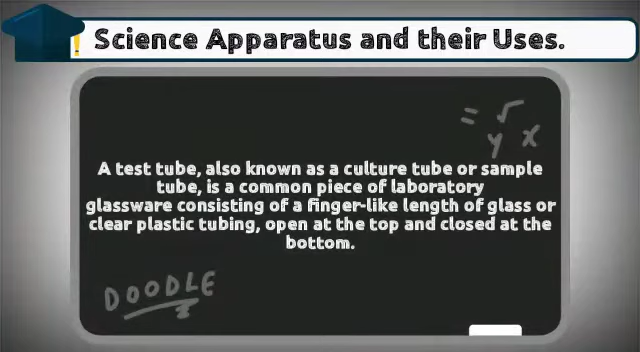 Science Apparatus and their Uses.
= √
y x
A test tube, also known as a culture tube or sample
tube, is a common piece of laboratory
glassware consisting of a finger-like length of glass or
clear plastic tubing, open at the top and closed at the
bottom.
DOODLE